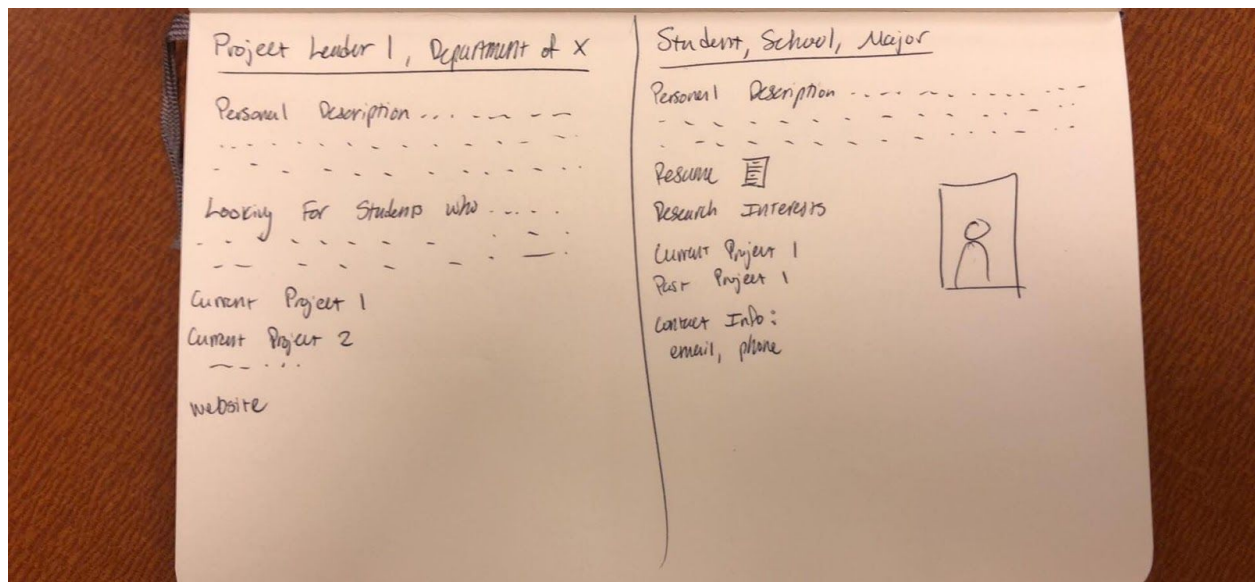 Project Leader 1, Department of X
Personal Description
Looking For Students who
Current Project 1
Current Project 2
website
Student, School, Major
Personal Description
Resume
Research Interests
Current Project 1
Past Project 1
Contact Info:
email, phone